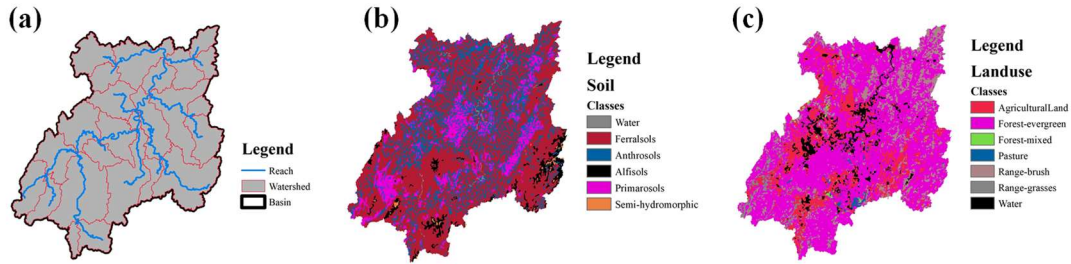 (a)
Legend
Reach
Watershed
Basin
(b)
Legend
Soil
Classes
Water
Ferralsols
Anthrosols
Alfisols
Primarosols
Semi-hydromorphic
(c)
Legend
Landuse
Classes
AgriculturalLand
Forest-evergreen
Forest-mixed
Pasture
Range-brush
Range-grasses
Water